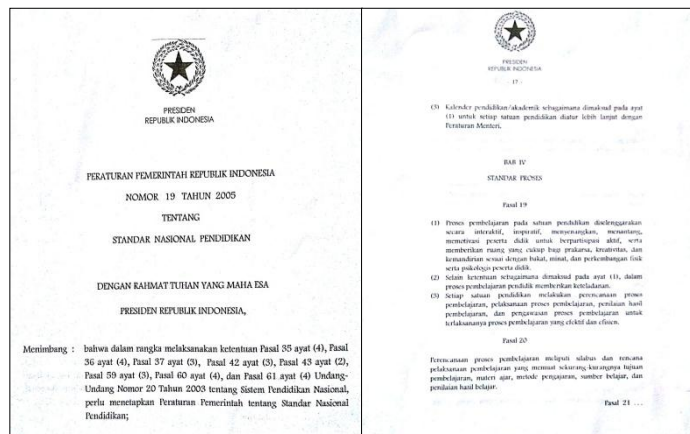 PRESIDEN
REPUBLIK INDONESIA
PERATURAN PEMERINTAH REPUBLIK INDONESIA
NOMOR 19 TAHUN 2005
TENTANG
STANDAR NASIONAL PENDIDIKAN
DENGAN RAHMAT TUHAN YANG MAHA ESA
PRESIDEN REPUBLIK INDONESIA,
Menimbang : bahwa dalam rangka melaksanakan ketentuan Pasal 35 ayat (4), Pasal
36 ayat (4), Pasal 37 ayat (3), Pasal 42 ayat (3), Pasal 43 ayat (2),
Pasal 59 ayat (3), Pasal 60 ayat (4), dan Pasal 61 ayat (4) Undang-
Undang Nomor 20 Tahun 2003 tentang Sistem Pendidikan Nasional,
perlu menetapkan Peraturan Pemerintah tentang Standar Nasional
Pendidikan;
PRESIDEN
REPUBLIK INDONESIA
- 17 -
(3) Kalender pendidikan/akademik sebagaimana dimaksud pada ayat
(1) untuk setiap satuan pendidikan diatur lebih lanjut dengan
Peraturan Menteri.
BAB IV
STANDAR PROSES
Pasal 19
(1) Proses pembelajaran pada satuan pendidikan diselenggarakan
secara interaktif, inspiratif, menyenangkan, menantang,
memotivasi peserta didik untuk berpartisipasi aktif, serta
memberikan ruang yang cukup bagi prakarsa, kreativitas, dan
kemandirian sesuai dengan bakat, minat, dan perkembangan fisik
serta psikologis peserta didik.
(2) Selain ketentuan sebagaimana dimaksud pada ayat (1), dalam
proses pembelajaran pendidik memberikan keteladanan.
(3) Setiap satuan pendidikan melakukan perencanaan proses
pembelajaran, pelaksanaan proses pembelajaran, penilaian hasil
pembelajaran, dan pengawasan proses pembelajaran untuk
terlaksananya proses pembelajaran yang efektif dan efisien.
Pasal 20
Perencanaan proses pembelajaran meliputi silabus dan rencana
pelaksanaan pembelajaran yang memuat sekurang-kurangnya tujuan
pembelajaran, materi ajar, metode pengajaran, sumber belajar, dan
penilaian hasil belajar.
Pasal 21 ...